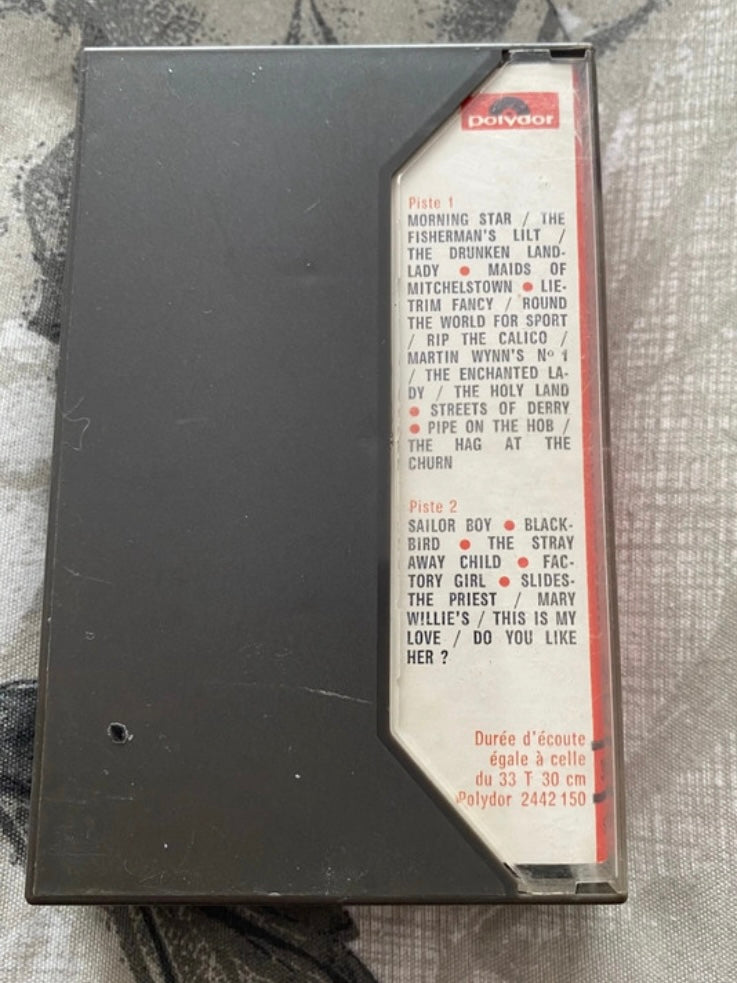 polydor
Piste 1
MORNING STAR / THE
FISHERMAN'S LILT /
THE DRUNKEN LAND-
LADY ● MAIDS OF
MITCHELSTOWN ● LIE-
TRIM FANCY / ROUND
THE WORLD FOR SPORT
/ RIP THE CALICO /
MARTIN WYNN'S Nº 1
/ THE ENCHANTED LA-
DY / THE HOLY LAND
● STREETS OF DERRY
● PIPE ON THE HOB /
THE HAG AT THE
CHURN
Piste 2
SAILOR BOY ● BLACK-
BIRD ● THE STRAY
AWAY CHILD ● FAC-
TORY GIRL ● SLIDES-
THE PRIEST / MARY
WILLIE'S / THIS IS MY
LOVE / DO YOU LIKE
HER ?
Durée d'écoute
égale à celle
du 33 T 30 cm
Polydor 2442 150